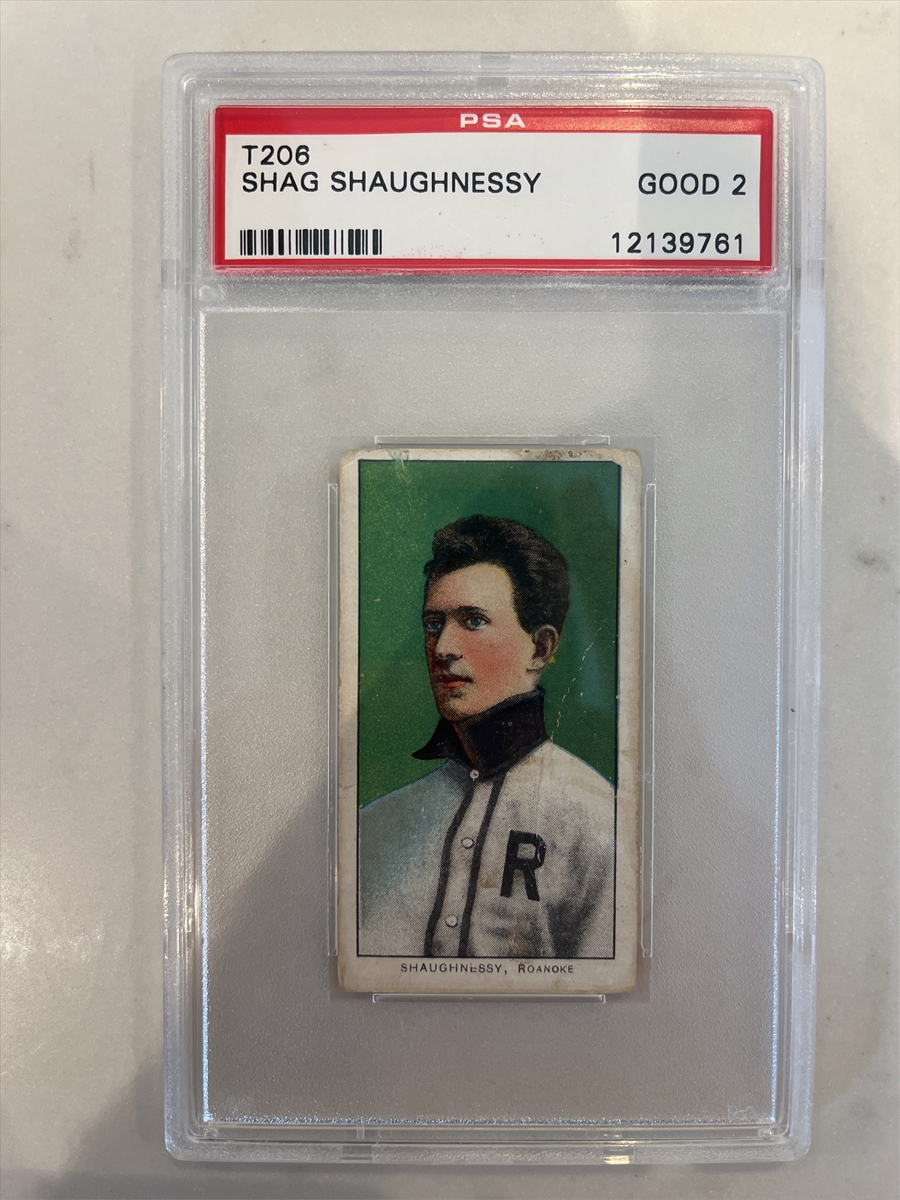 PSA
T206
SHAG SHAUGHNESSY GOOD 2
12139761
R
SHAUGHNESSY, ROANOKE